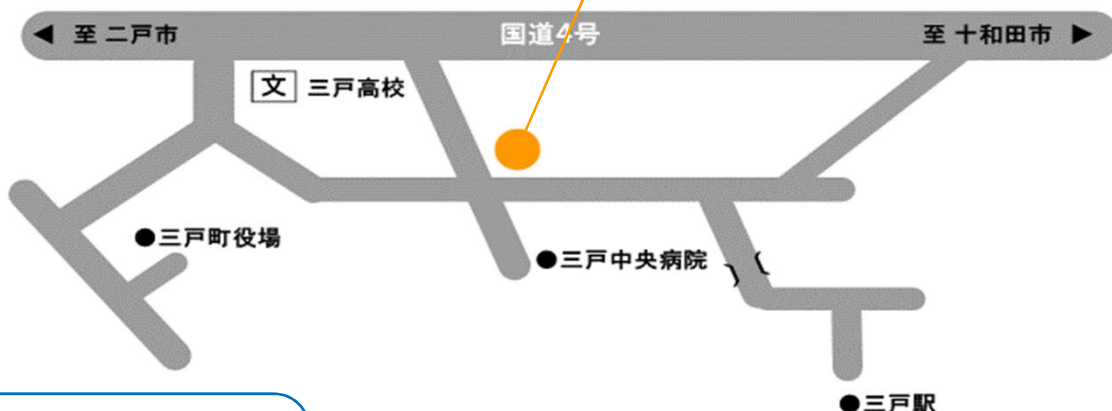 ◀ 至 二戸市
国道4号
至 十和田市 ▶
文 三戸高校
●三戸町役場
●三戸中央病院
●三戸駅